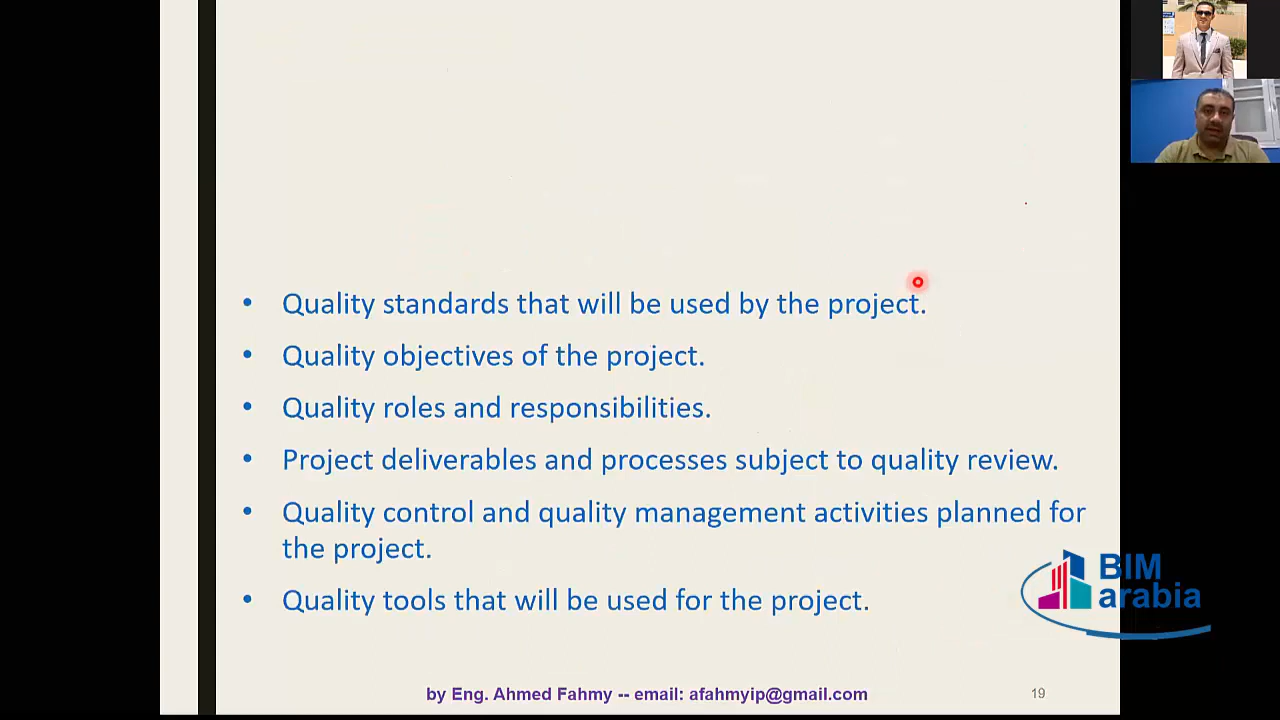 • Quality standards that will be used by the project.
• Quality objectives of the project.
• Quality roles and responsibilities.
• Project deliverables and processes subject to quality review.
• Quality control and quality management activities planned for
the project.
• Quality tools that will be used for the project.
BIM
arabia
by Eng. Ahmed Fahmy -- email: afahmyip@gmail.com
19